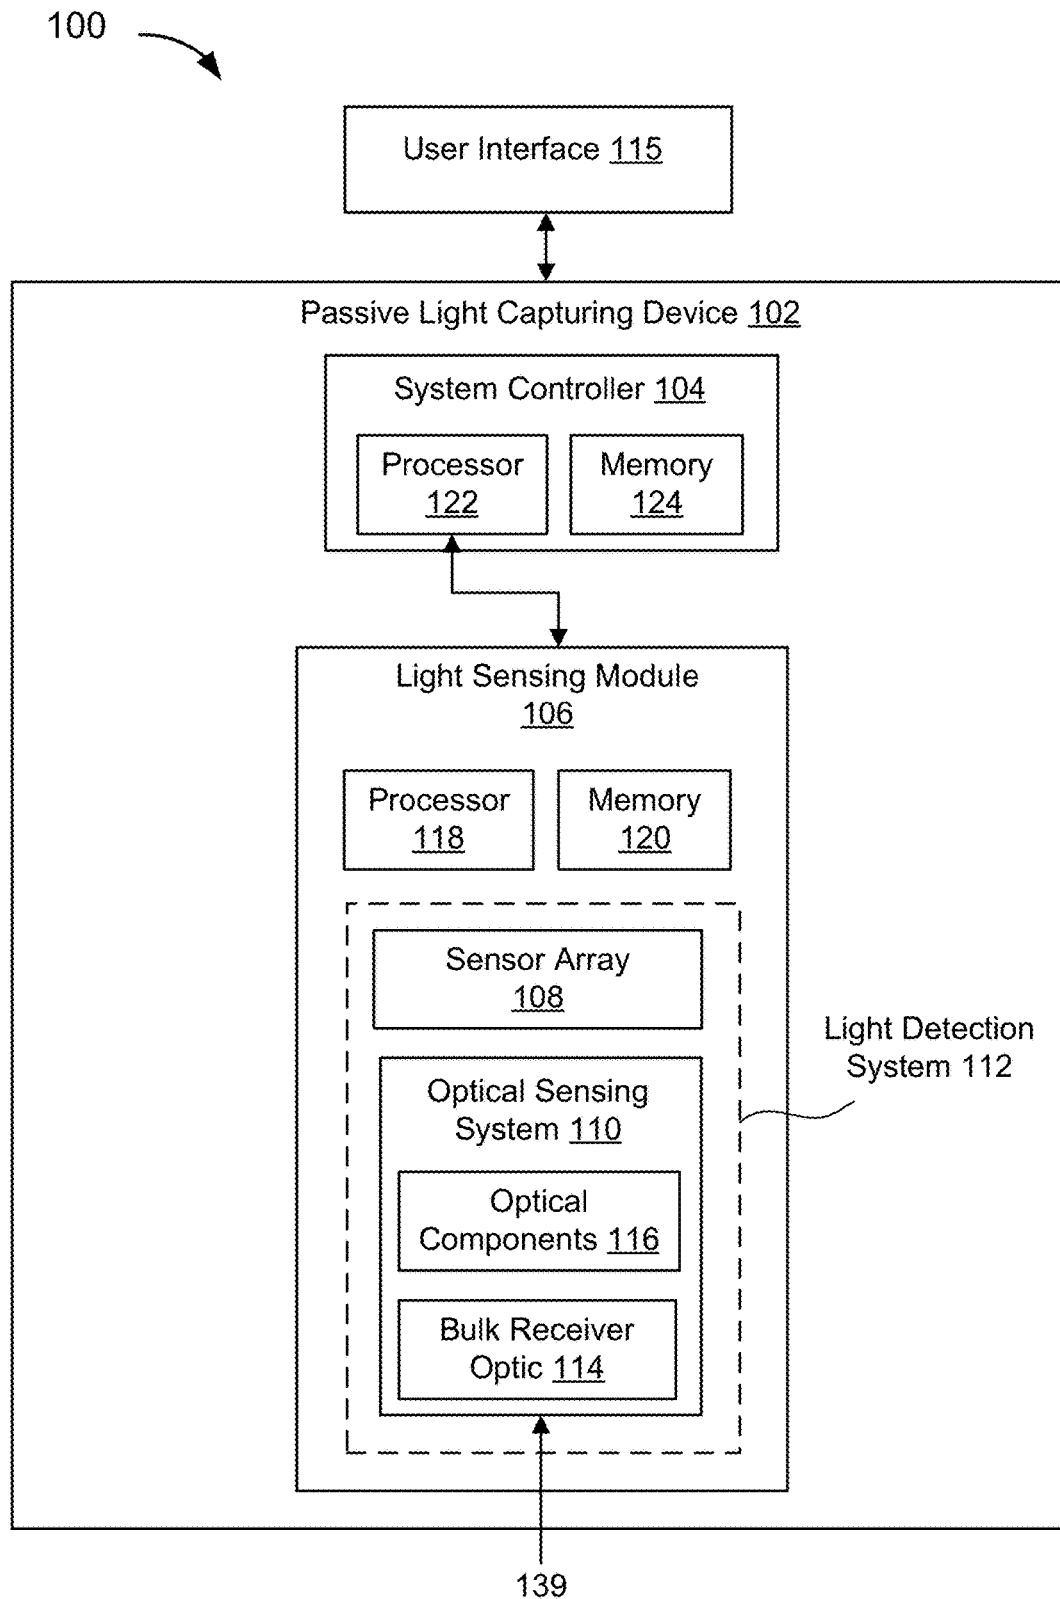 100
User Interface 115
Passive Light Capturing Device 102
System Controller 104
Processor
122
Memory
124
Light Sensing Module
106
Processor
118
Memory
120
Sensor Array
108
Light Detection
System 112
Optical Sensing
System 110
Optical
Components 116
Bulk Receiver
Optic 114
139